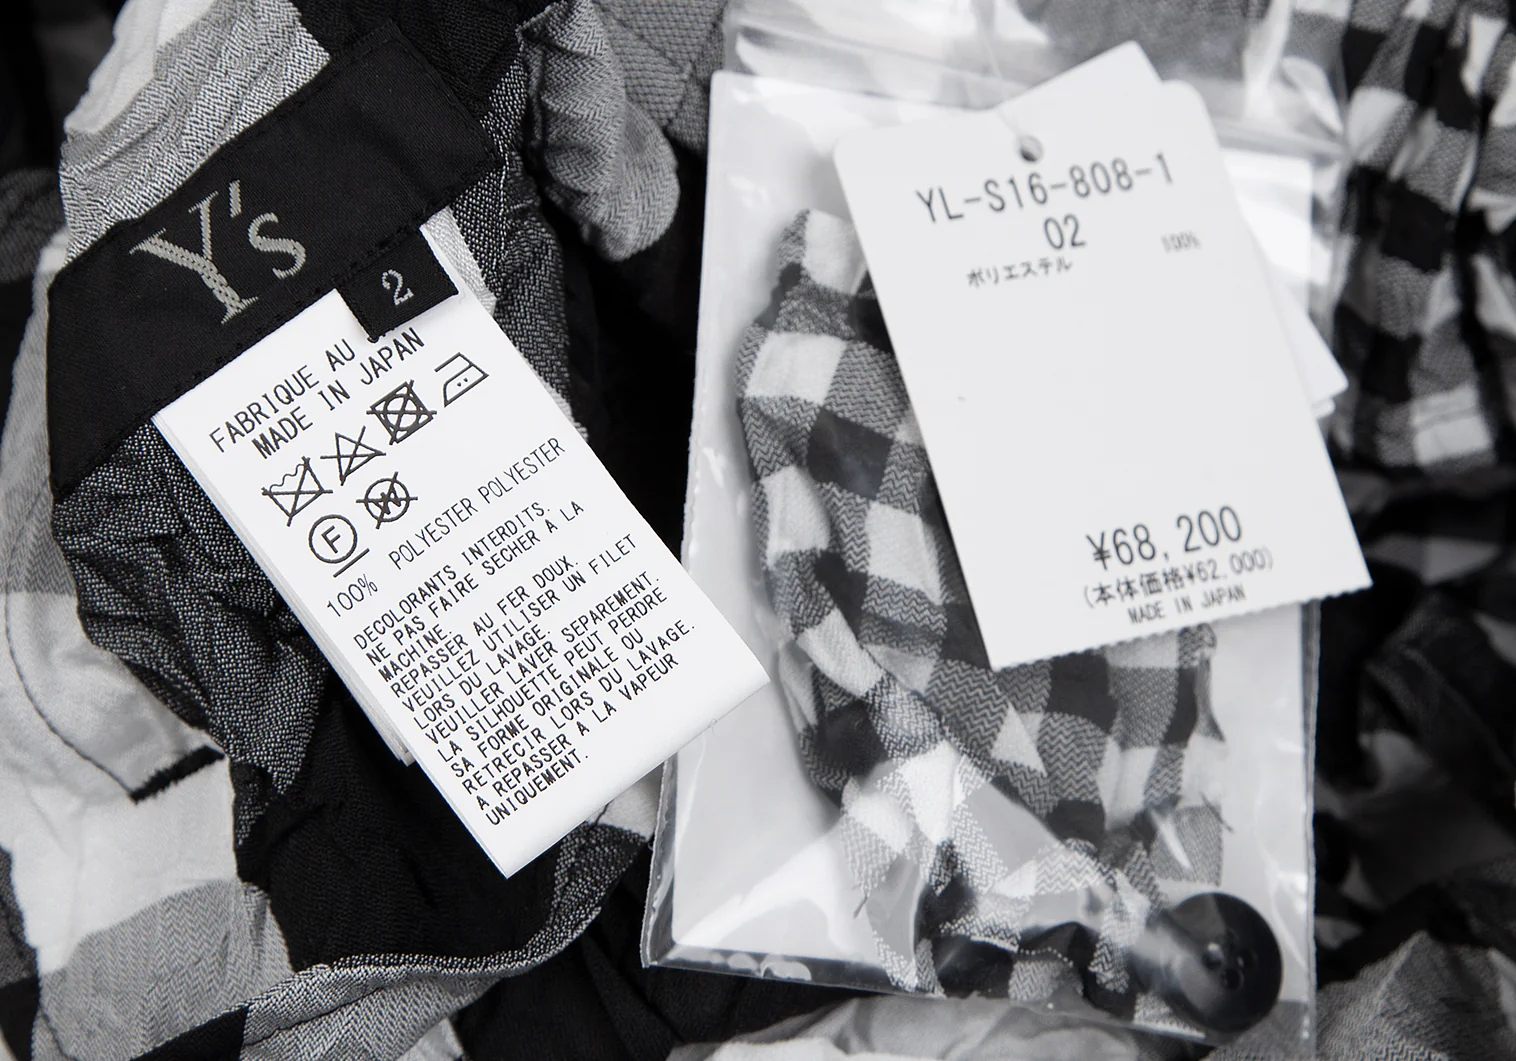 Y's
2
FABRIQUE AU
MADE IN JAPAN
F
W
100% POLYESTER POLYESTER
DECOLORANTS INTERDITS.
NE PAS FAIRE SECHER A LA
MACHINE.
REPASSER AU FER DOUX.
VEUILLEZ UTILISER UN FILET
LORS DU LAVAGE.
VEUILLER LAVER SEPAREMENT.
LA SILHOUETTE PEUT PERDRE
SA FORME ORIGINALE OU
RETRECIR LORS DU LAVAGE.
A REPASSER A LA VAPEUR
UNIQUEMENT.
YL-S16-808-1
02
ポリエステル 100%
¥68,200
(本体価格¥62,000)
MADE IN JAPAN